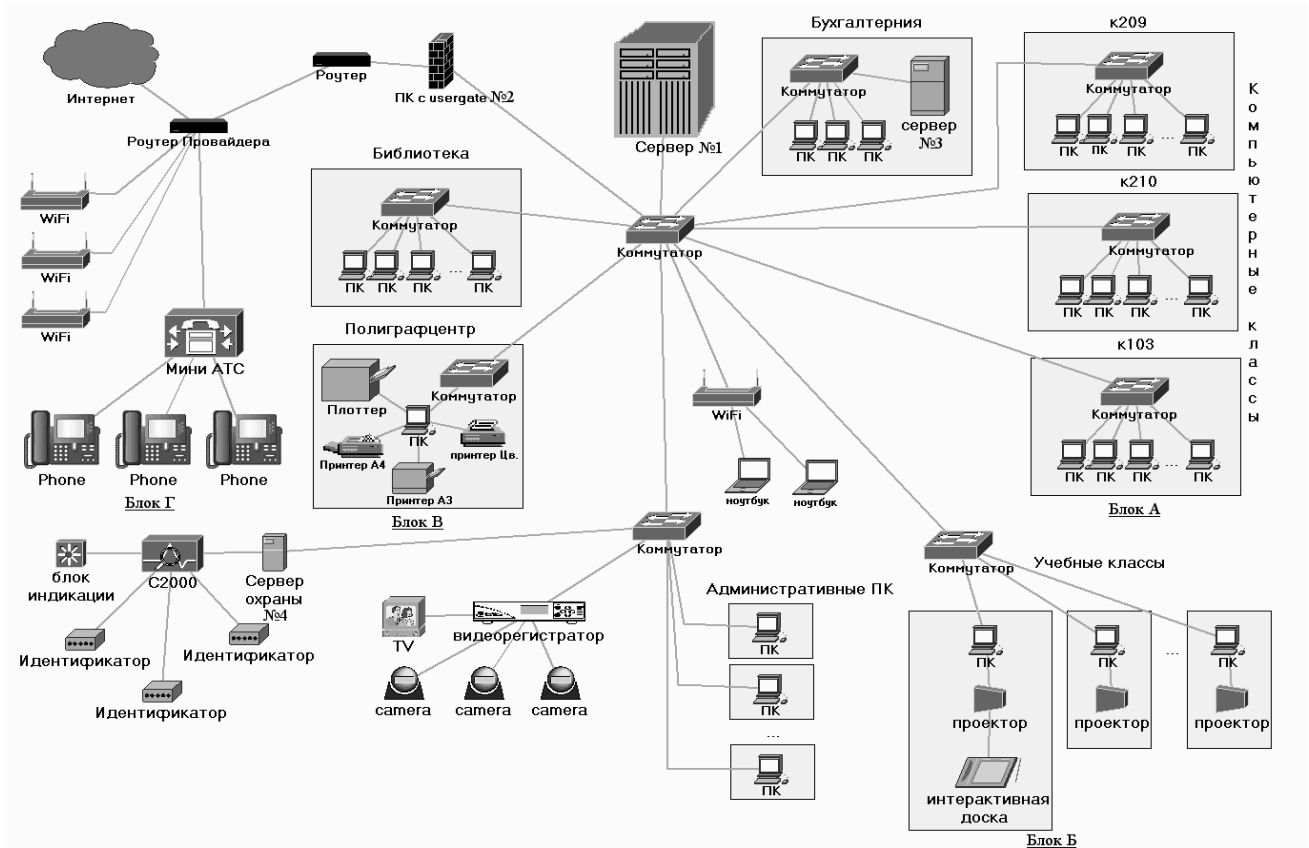 Интернет
Роутер
ПК с usergate №2
Роутер Провайдера
WiFi
WiFi
WiFi
Мини АТС
Phone
Phone
Phone
Блок Г
Библиотека
Коммутатор
ПК
ПК
ПК
...
ПК
ПК
Полиграфцентр
Коммутатор
Плоттер
ПК
Принтер А4
принтер Цв.
Принтер А3
Блок В
Сервер №1
Коммутатор
Бухгалтерния
Коммутатор
ПК
ПК
ПК
сервер
№3
к209
Коммутатор
ПК
ПК
ПК
...
ПК
к210
Коммутатор
ПК
ПК
ПК
...
ПК
к103
Коммутатор
ПК
ПК
ПК
...
ПК
Блок А
Компьютерные классы
WiFi
ноутбук
ноутбук
Коммутатор
блок
индикации
С2000
Сервер
охраны
№4
Идентификатор
Идентификатор
Идентификатор
TV
видеорегистратор
camera
camera
camera
Административные ПК
ПК
ПК
...
ПК
Коммутатор
Учебные классы
ПК
ПК
...
ПК
проектор
проектор
проектор
интерактивная
доска
Блок Б